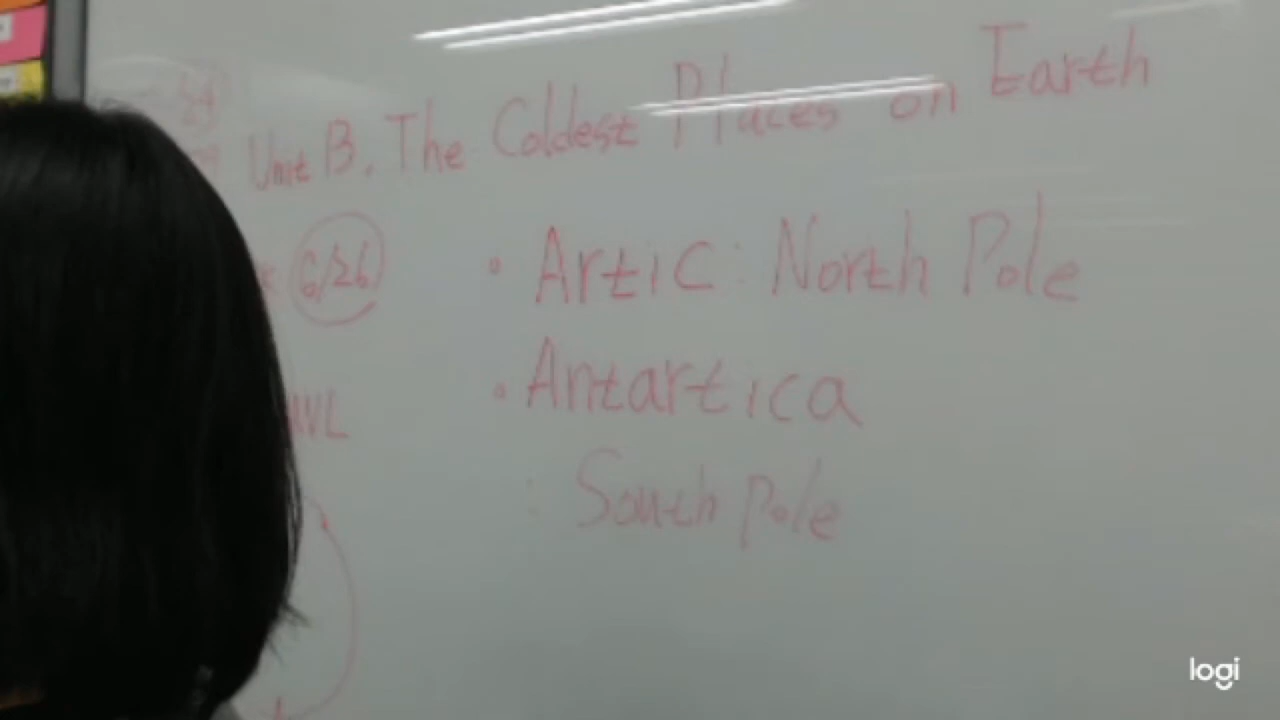 Unit B. The Coldest Places on Earth
6/26
• Artic: North Pole
• Antartica
: South Pole
logi